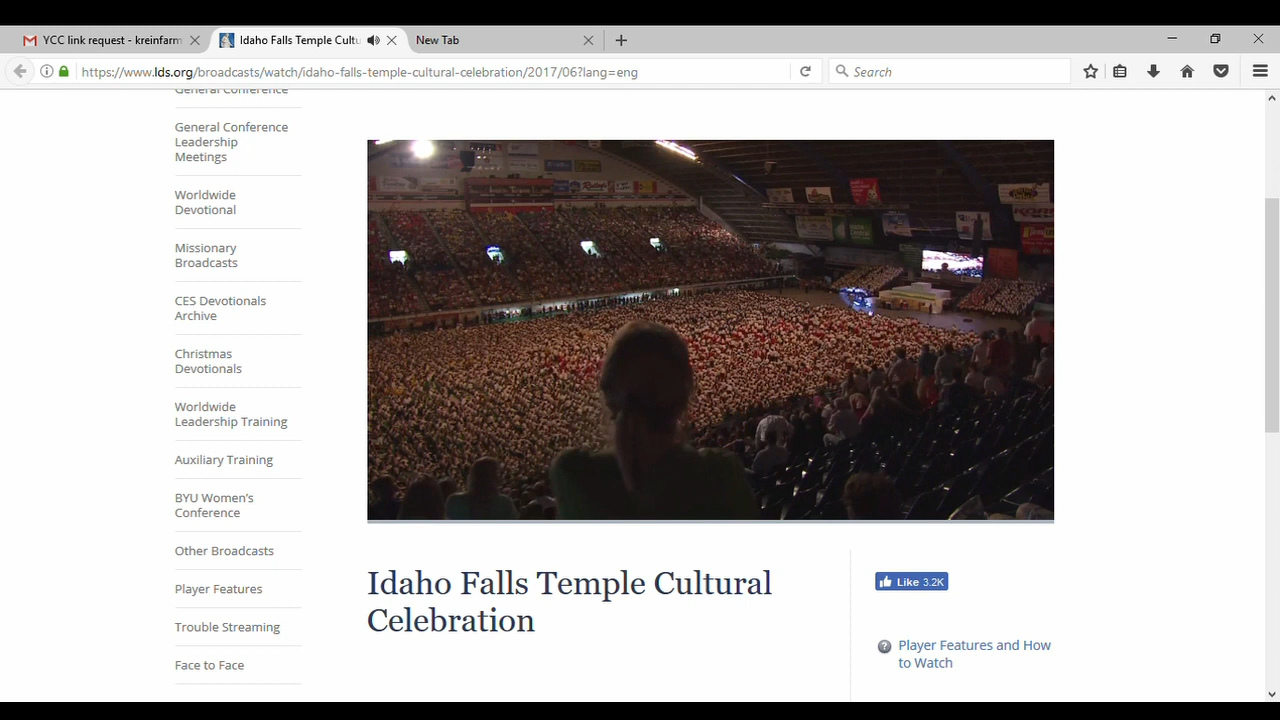 YCC link request - kreinfarm
Idaho Falls Temple Cultu
New Tab
https://www.lds.org/broadcasts/watch/idaho-falls-temple-cultural-celebration/2017/06?lang=eng
Search
General Conference
General Conference
Leadership
Meetings
Worldwide
Devotional
Missionary
Broadcasts
CES Devotionals
Archive
Christmas
Devotionals
Worldwide
Leadership Training
Auxiliary Training
BYU Women's
Conference
Other Broadcasts
Player Features
Trouble Streaming
Face to Face
Idaho Falls Temple Cultural
Celebration
Like 3.2K
Player Features and How
to Watch